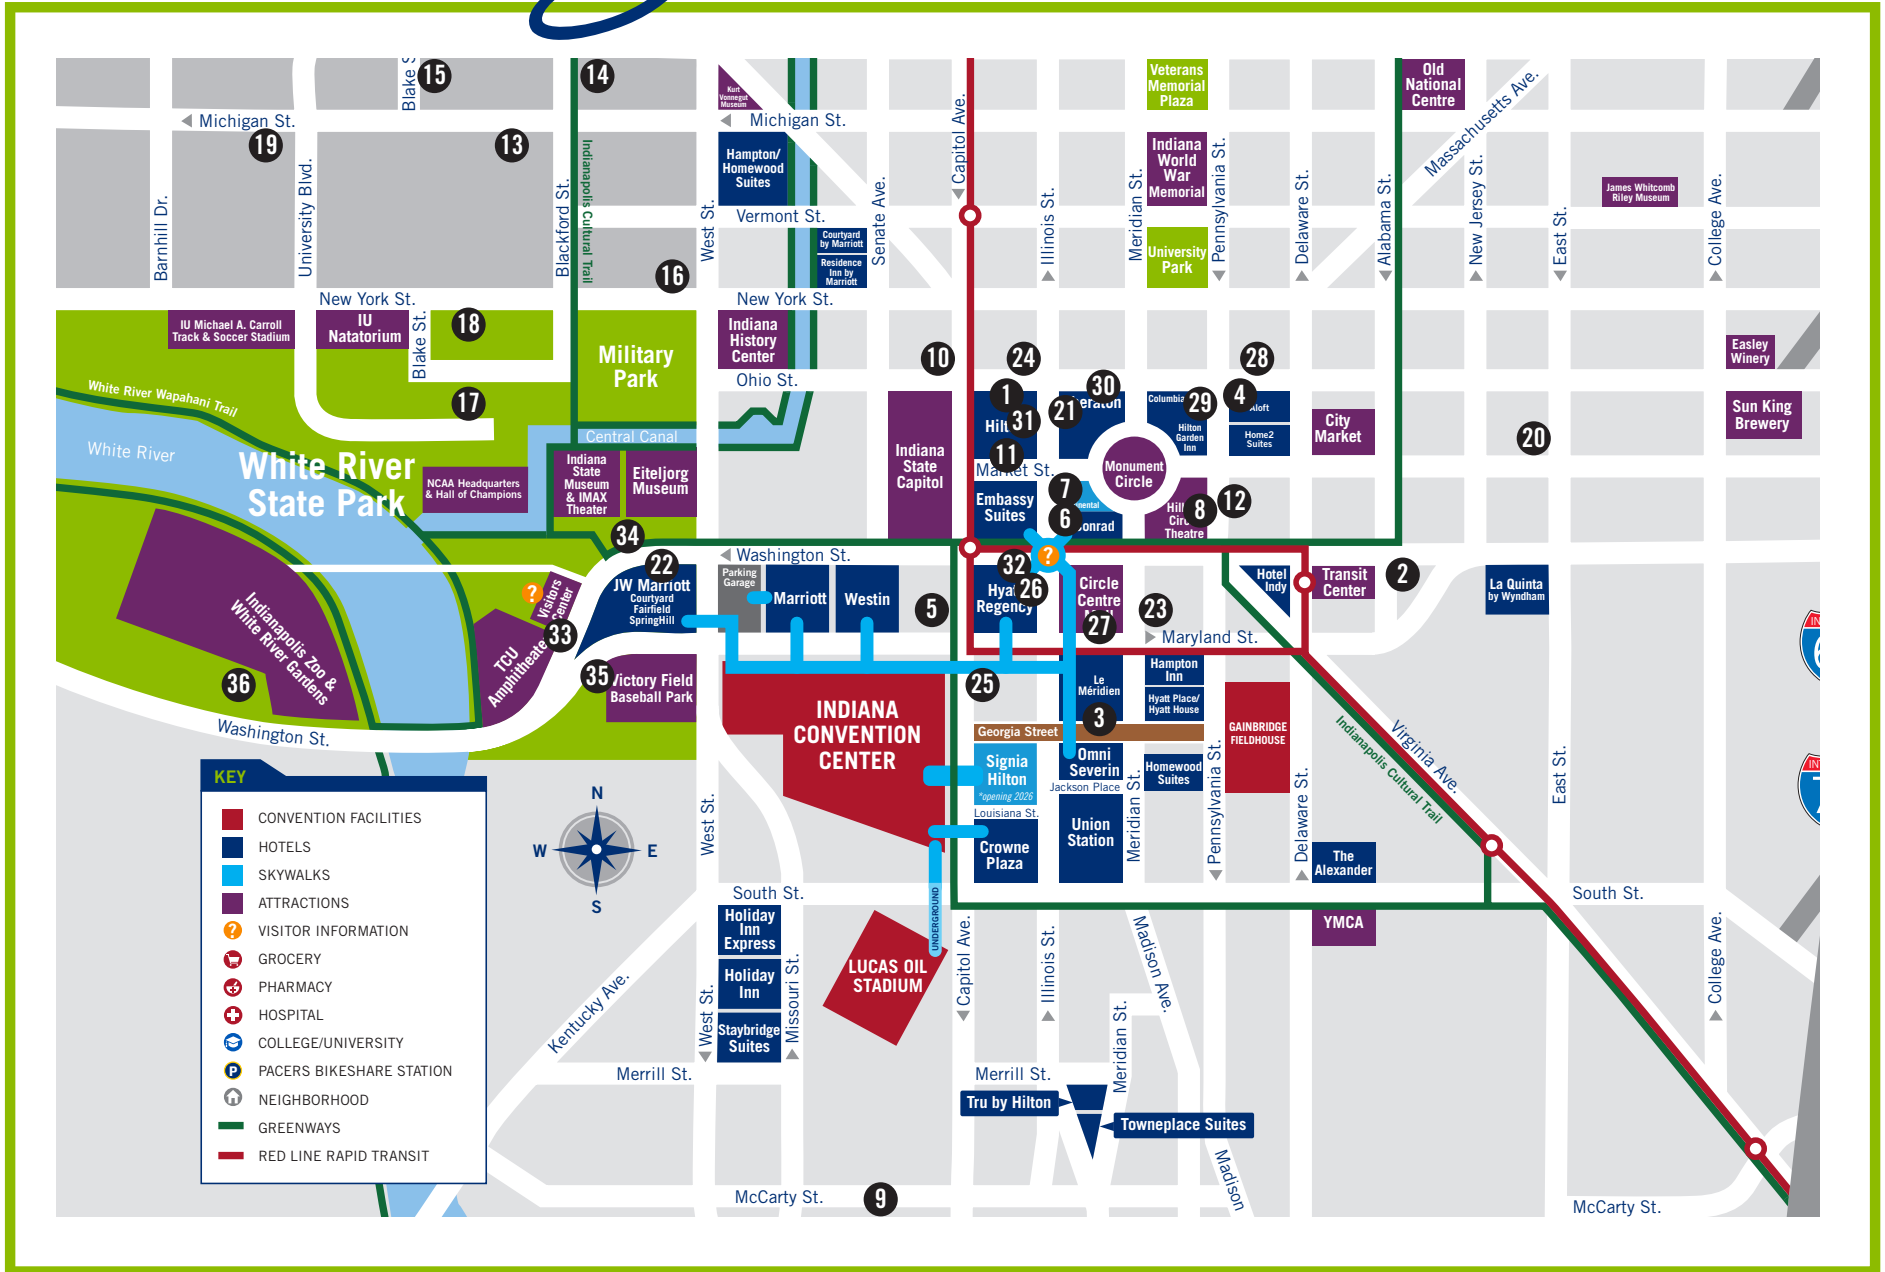 Blake S
15
14
Kurt
Vonnegut
Museum
Capitol Ave.
Veterans
Memorial
Plaza
Old
National
Centre
Massachusetts Ave.
Michigan St.
Michigan St.
19
13
Indianapolis Cultural Trail
Hampton/
Homewood
Suites
Indiana
World
War
Memorial
James Whitcomb
Riley Museum
Barnhill Dr.
University Blvd.
Blackford St.
West St.
Vermont St.
Senate Ave.
Illinois St.
Meridian St.
Pennsylvania St.
Delaware St.
Alabama St.
New Jersey St.
East St.
College Ave.
Courtyard
by Marriott
Residence
Inn by
Marriott
University
Park
16
New York St.
New York St.
IU Michael A. Carroll
Track & Soccer Stadium
IU
Natatorium
Blake St.
18
Military
Park
Indiana
History
Center
Ohio St.
10
24
28
Easley
Winery
White River Wapahani Trail
17
1
31
11
21
30
Columbia
29
Hilton
Garden
Inn
4
Aloft
Home2
Suites
City
Market
20
Sun King
Brewery
White River
Central Canal
White River
State Park
NCAA Headquarters
& Hall of Champions
Indiana
State
Museum
& IMAX
Theater
Eiteljorg
Museum
Indiana
State
Capitol
Market St.
Monument
Circle
Embassy
Suites
7
6
8
12
Theatre
34
Washington St.
22
JW Marriott
Courtyard
Fairfield
SpringHill
Parking
Garage
Marriott
Westin
5
32
26
Hyatt
Regency
?
Circle
Centre
Mall
27
23
Maryland St.
Hotel
Indy
Transit
Center
2
La Quinta
by Wyndham
?
Visitors
Center
33
Indianapolis Zoo &
White River Gardens
TCU
Amphitheater
36
35
Victory Field
Baseball Park
Washington St.
INDIANA
CONVENTION
CENTER
25
Le
Méridien
3
Hampton
Inn
Hyatt Place/
Hyatt House
GAINBRIDGE
FIELDHOUSE
Georgia Street
Signia
Hilton
*opening 2026
Omni
Severin
Jackson Place
Homewood
Suites
Indianapolis Cultural Trail
Virginia Ave.
Louisiana St.
Crowne
Plaza
Union
Station
West St.
Meridian St.
Pennsylvania St.
Delaware St.
East St.
The
Alexander
KEY
CONVENTION FACILITIES
HOTELS
SKYWALKS
ATTRACTIONS
? VISITOR INFORMATION
GROCERY
PHARMACY
HOSPITAL
COLLEGE/UNIVERSITY
P PACERS BIKESHARE STATION
NEIGHBORHOOD
GREENWAYS
RED LINE RAPID TRANSIT
N
W
E
S
South St.
South St.
UNDERGROUND
Holiday
Inn
Express
Holiday
Inn
Staybridge
Suites
LUCAS OIL
STADIUM
YMCA
Kentucky Ave.
West St.
Missouri St.
Capitol Ave.
Illinois St.
Madison Ave.
Meridian St.
College Ave.
Merrill St.
Merrill St.
Tru by Hilton
Towneplace Suites
Madison
McCarty St.
9
McCarty St.